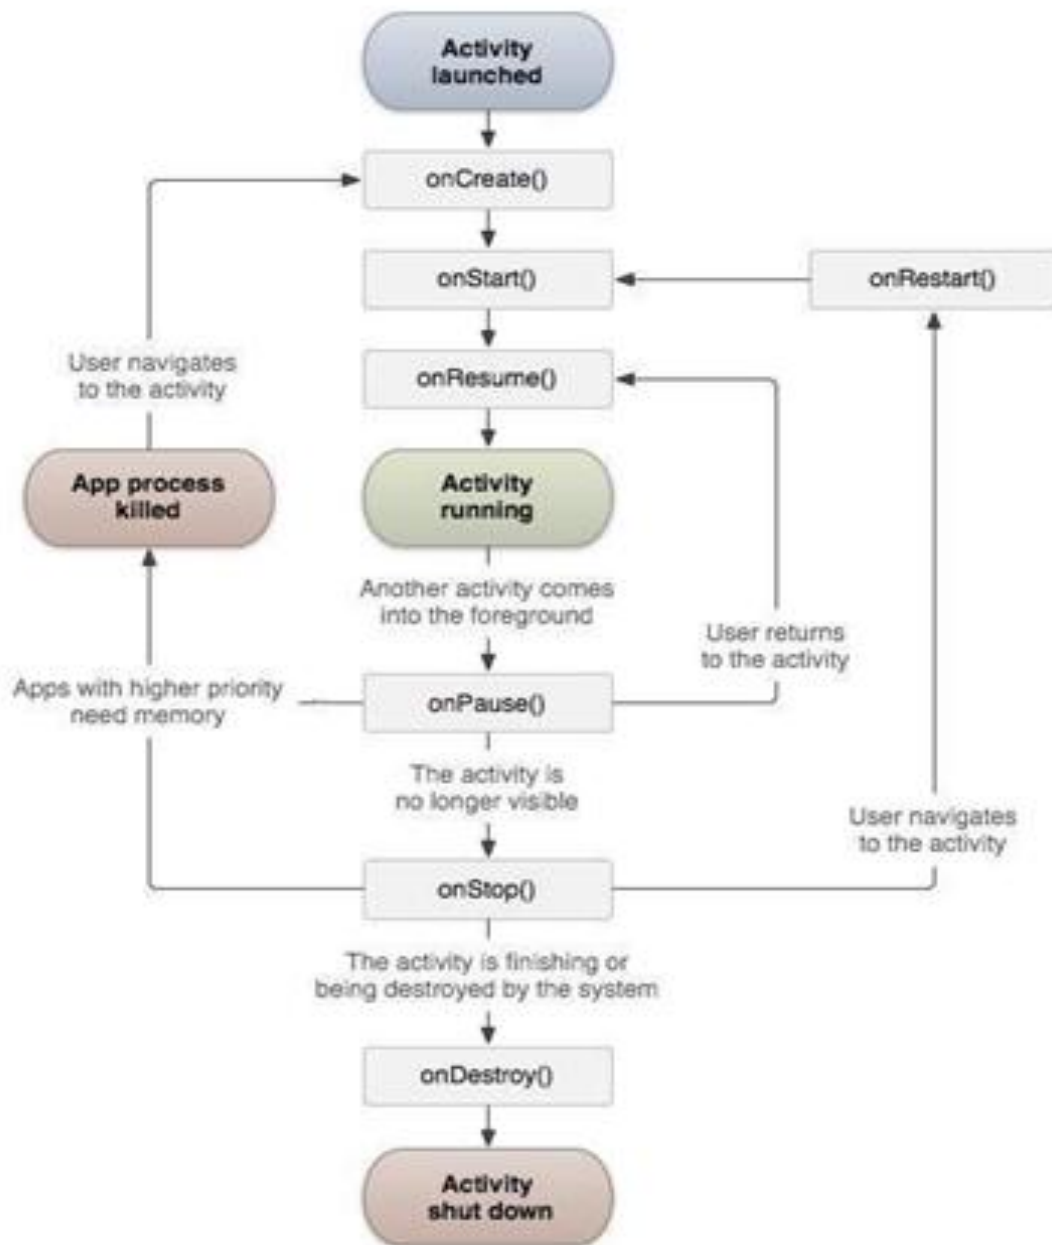 Activity
launched
onCreate()
onStart()
onRestart()
User navigates
to the activity
onResume()
App process
killed
Activity
running
Another activity comes
into the foreground
User returns
to the activity
Apps with higher priority
need memory
onPause()
The activity is
no longer visible
User navigates
to the activity
onStop()
The activity is finishing or
being destroyed by the system
onDestroy()
Activity
shut down